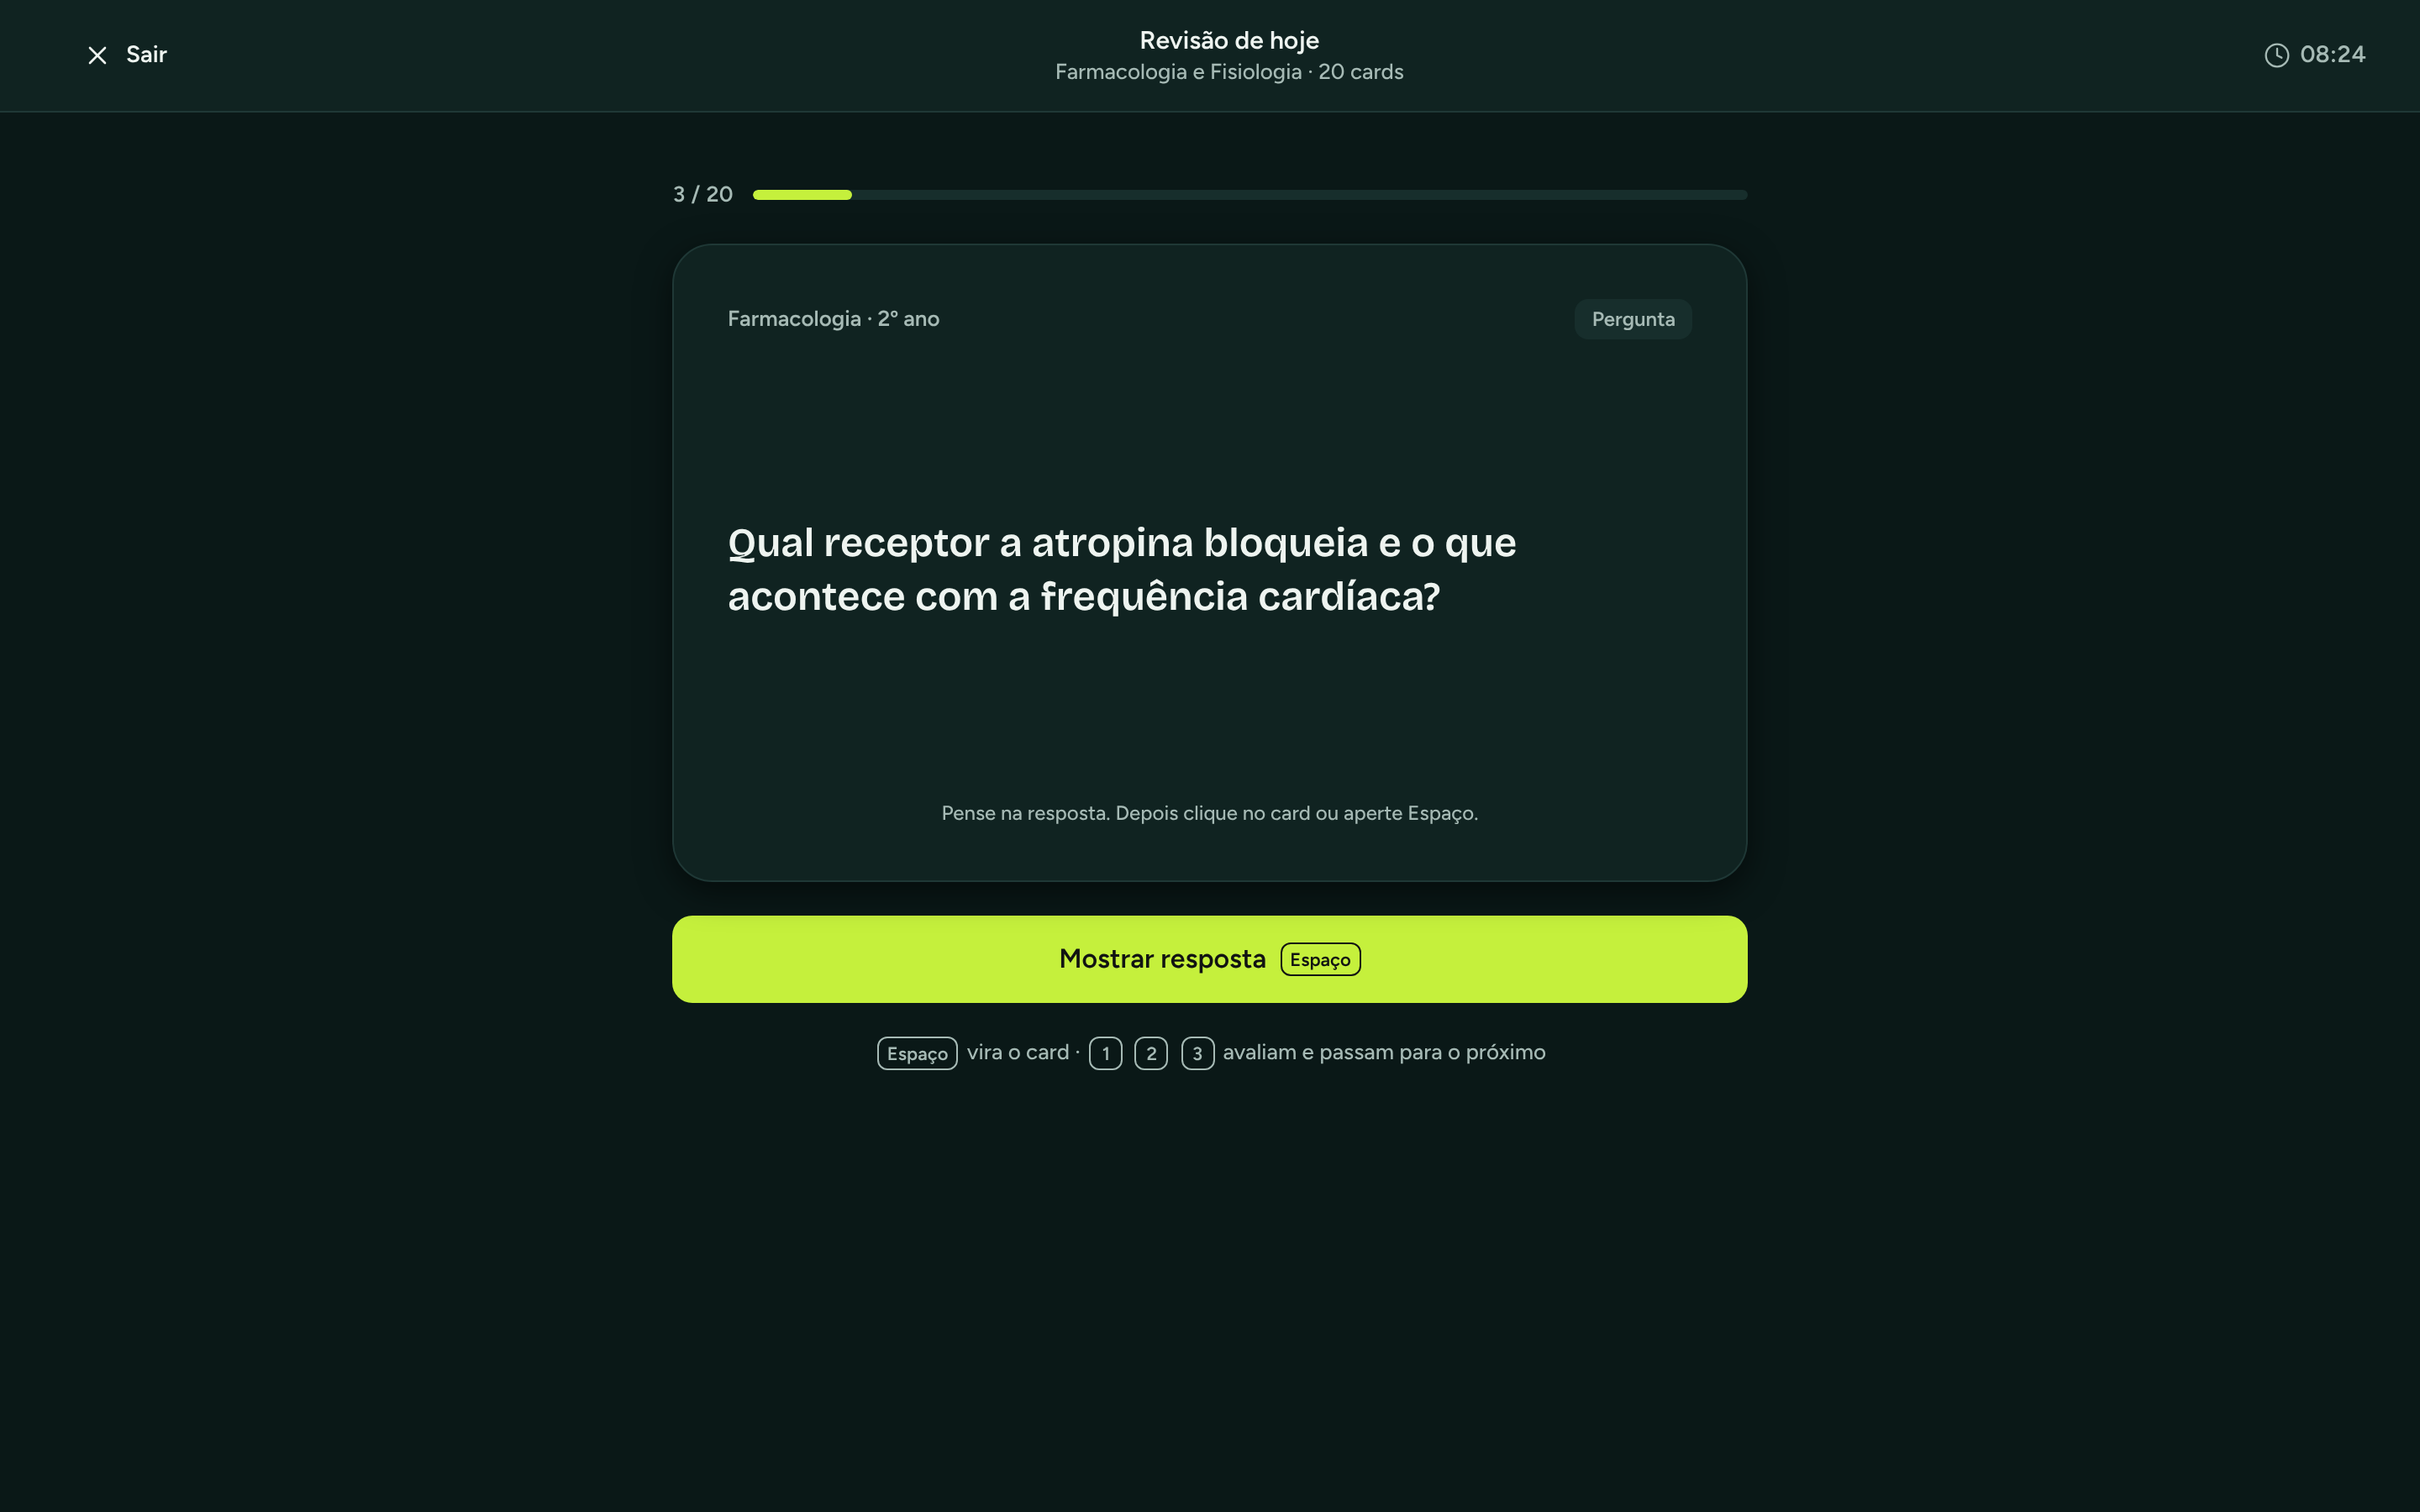 Sair
Revisão de hoje
Farmacologia e Fisiologia · 20 cards
08:24
3 / 20
Farmacologia · 2º ano
Pergunta
Qual receptor a atropina bloqueia e o que
acontece com a frequência cardíaca?
Pense na resposta. Depois clique no card ou aperte Espaço.
Mostrar resposta Espaço
Espaço vira o card · 1 2 3 avaliam e passam para o próximo